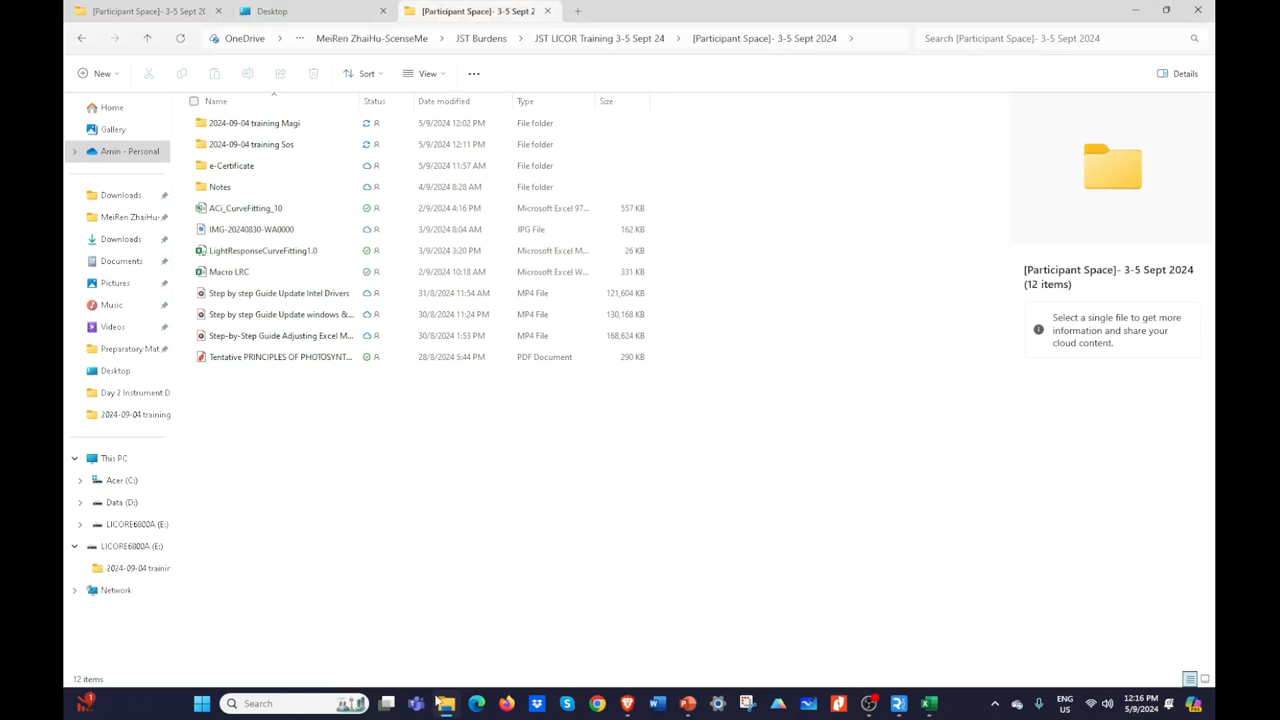 [Participant Space]- 3-5 Sept 20
Desktop
[Participant Space]- 3-5 Sept 2
OneDrive
MeiRen ZhaiHu-ScenseMe
JST Burdens
JST LICOR Training 3-5 Sept 24
[Participant Space]- 3-5 Sept 2024
Search [Participant Space]- 3-5 Sept 2024
New
Sort
View
Details
Home
Gallery
Amin - Personal
Downloads
MeiRen ZhaiHu-
Downloads
Documents
Pictures
Music
Videos
Preparatory Mat
Desktop
Day 2 Instrument D
2024-09-04 training
This PC
Acer (C:)
Data (D:)
LICORE6800A (E:)
LICORE6800A (E:)
2024-09-04 trainin
Network
Name Status Date modified Type Size
2024-09-04 training Magi 5/9/2024 12:02 PM File folder
2024-09-04 training Sos 5/9/2024 12:11 PM File folder
e-Certificate 5/9/2024 11:57 AM File folder
Notes 4/9/2024 8:28 AM File folder
ACi_CurveFitting_10 2/9/2024 4:16 PM Microsoft Excel 97... 557 KB
IMG-20240830-WA0000 3/9/2024 8:04 AM JPG File 162 KB
LightResponseCurveFitting1.0 3/9/2024 3:20 PM Microsoft Excel M... 26 KB
Macro LRC 2/9/2024 10:18 AM Microsoft Excel W... 331 KB
Step by step Guide Update Intel Drivers 31/8/2024 11:54 AM MP4 File 121,604 KB
Step by step Guide Update windows &... 30/8/2024 11:24 PM MP4 File 130,168 KB
Step-by-Step Guide Adjusting Excel M... 30/8/2024 1:53 PM MP4 File 168,624 KB
Tentative PRINCIPLES OF PHOTOSYNT... 28/8/2024 5:44 PM PDF Document 290 KB
[Participant Space]- 3-5 Sept 2024
(12 items)
Select a single file to get more
information and share your
cloud content.
12 items
1
Search
ENG
US
12:16 PM
5/9/2024